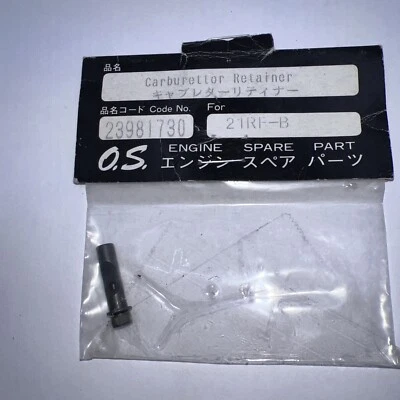 品名
Carburettor Retainer
キャブレターリティナー
品名コード Code No. For
23981730 21RF-B
O.S. ENGINE SPARE PART
エンジン スペア パーツ